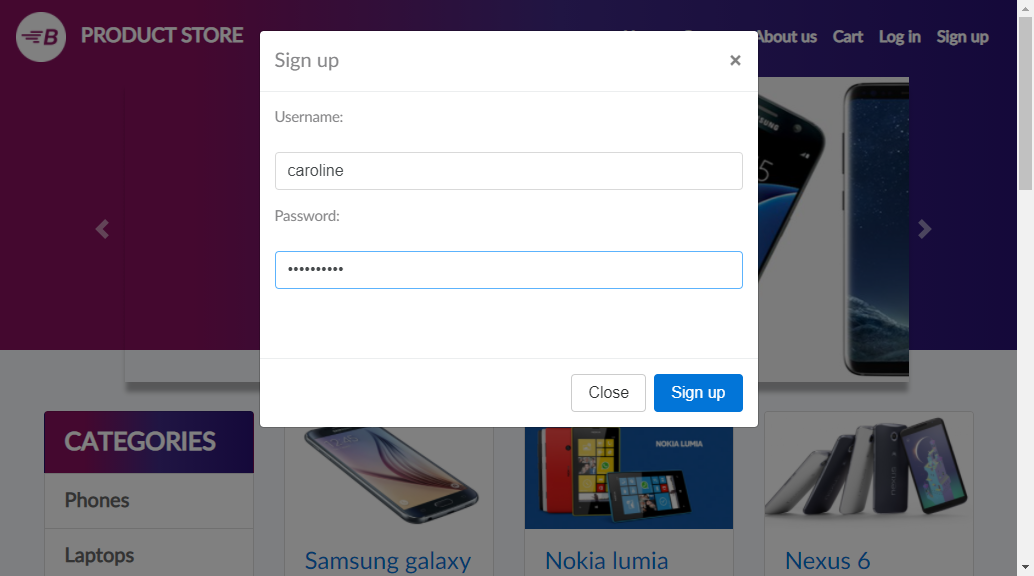 PRODUCT STORE
About us
Cart
Log in
Sign up
Sign up
×
Username:
caroline
Password:
••••••••••
Close
Sign up
CATEGORIES
Phones
Laptops
SAMSUNG
NOKIA LUMIA
Samsung galaxy
Nokia lumia
Nexus 6